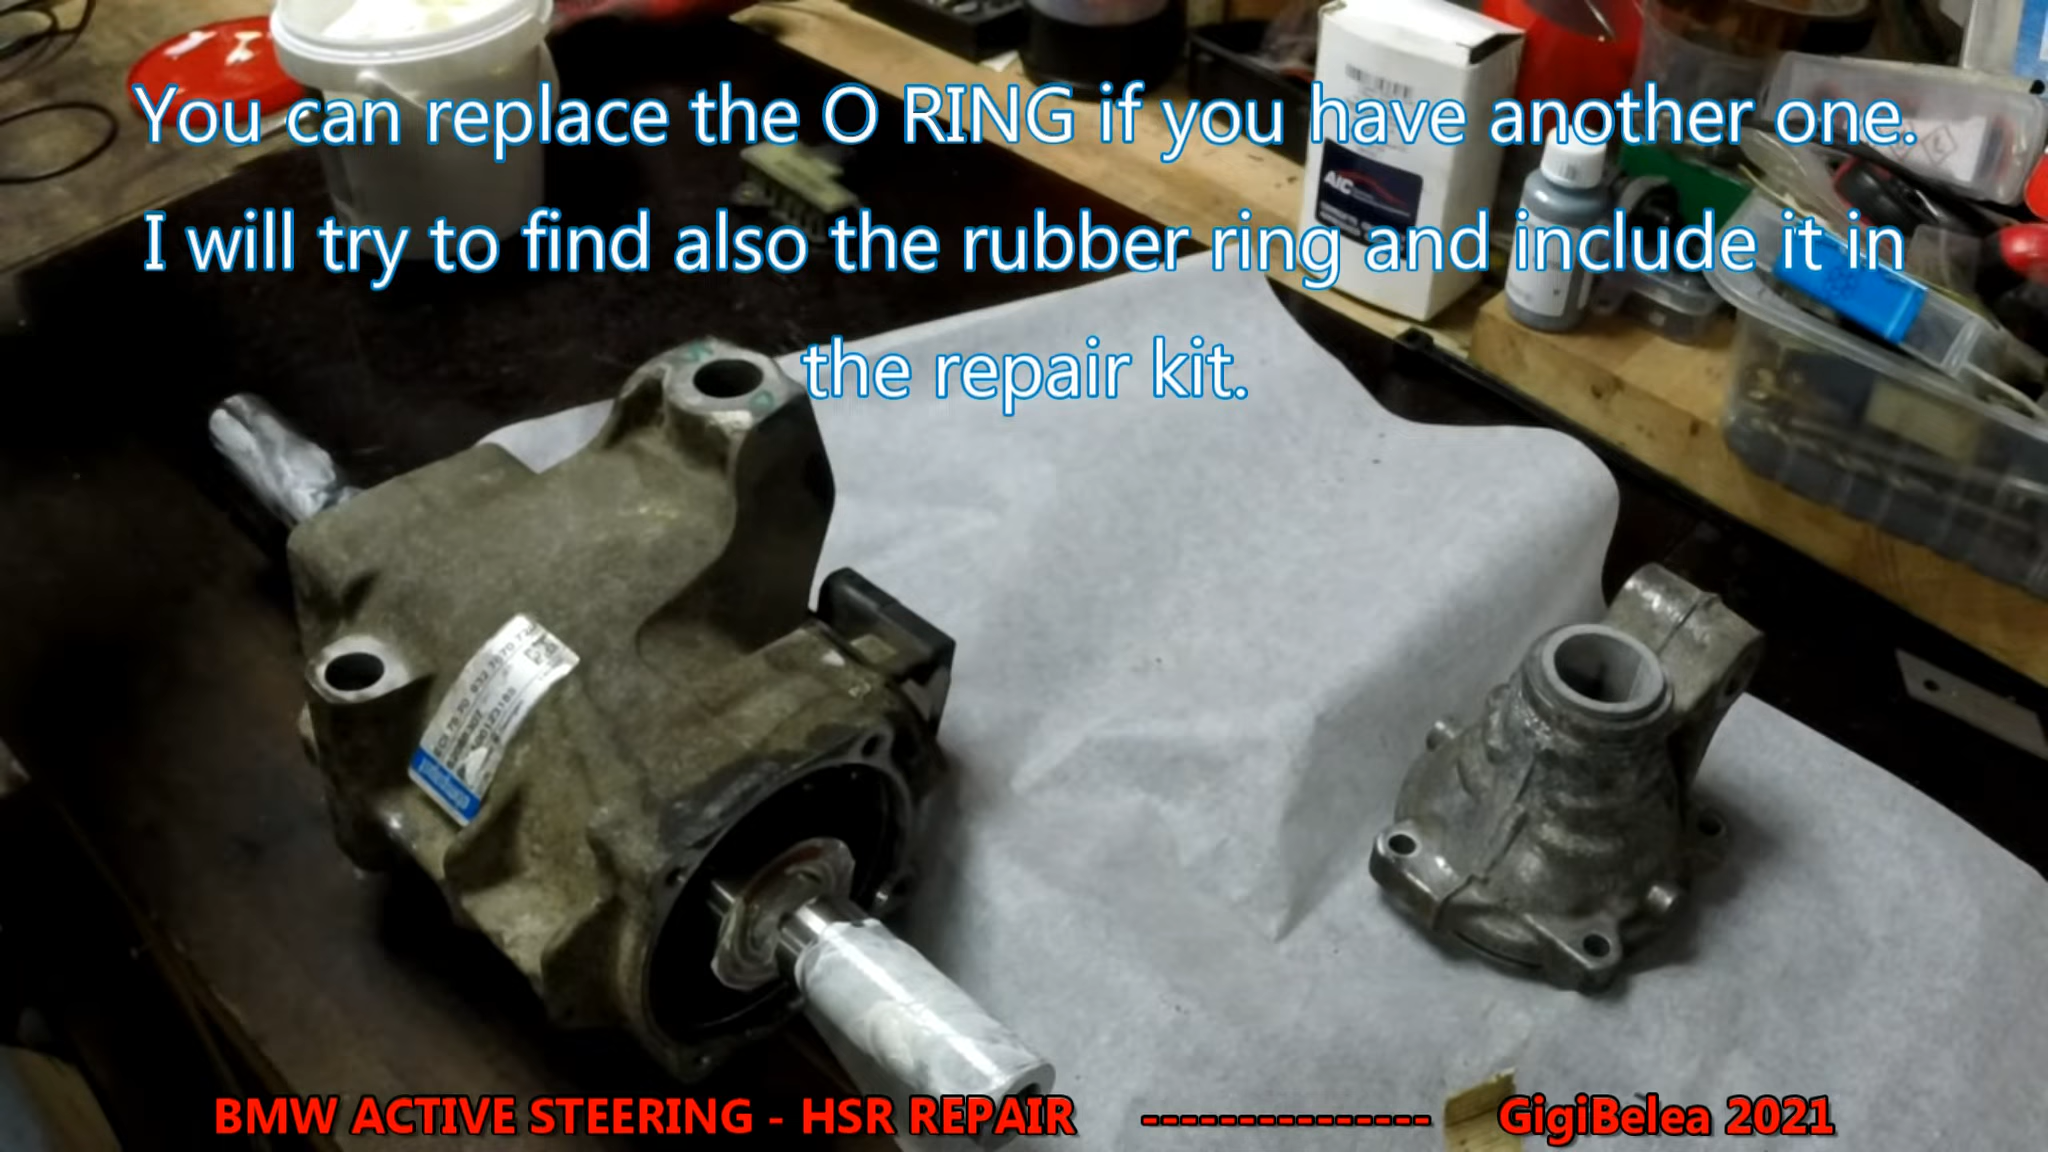 You can replace the O RING if you have another one.
I will try to find also the rubber ring and include it in
the repair kit.
AIC
BMW ACTIVE STEERING - HSR REPAIR --------------- GigiBelea 2021